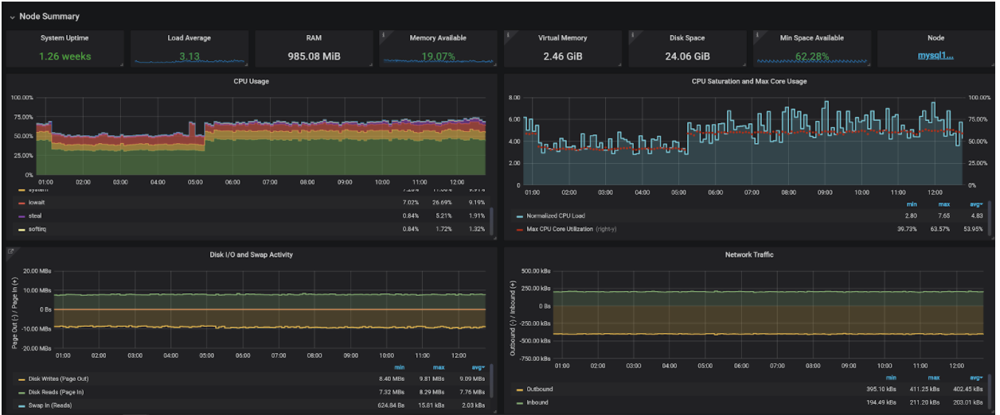 Node Summary
System Uptime
1.26 weeks
Load Average
3.13
RAM
985.08 MiB
Memory Available
19.07%
Virtual Memory
2.46 GiB
Disk Space
24.06 GiB
Min Space Available
62.28%
Node
mysql1...
CPU Usage
100.00%
75.00%
50.00%
25.00%
0%
01:00 02:00 03:00 04:00 05:00 06:00 07:00 08:00 09:00 10:00 11:00 12:00
system 7.28% 11.66% 9.91%
iowait 7.02% 26.69% 9.19%
steal 0.84% 5.21% 1.91%
softirq 0.84% 1.72% 1.32%
CPU Saturation and Max Core Usage
8.00 100.00%
6.00 75.00%
4.00 50.00%
2.00 25.00%
0 0%
01:00 02:00 03:00 04:00 05:00 06:00 07:00 08:00 09:00 10:00 11:00 12:00
min max avg
Normalized CPU Load 2.80 7.65 4.83
Max CPU Core Utilization (right-y) 39.73% 63.57% 53.95%
Disk I/O and Swap Activity
Page Out (-) / Page In (+)
20.00 MBs
10.00 MBs
0 Bs
-10.00 MBs
-20.00 MBs
01:00 02:00 03:00 04:00 05:00 06:00 07:00 08:00 09:00 10:00 11:00 12:00
min max avg
Disk Writes (Page Out) 8.40 MBs 9.81 MBs 9.09 MBs
Disk Reads (Page In) 7.32 MBs 8.29 MBs 7.76 MBs
Swap In (Reads) 624.84 Bs 15.81 kBs 2.03 kBs
Network Traffic
Outbound (-) / Inbound (+)
500.00 kBs
250.00 kBs
0 Bs
-250.00 kBs
-500.00 kBs
-750.00 kBs
01:00 02:00 03:00 04:00 05:00 06:00 07:00 08:00 09:00 10:00 11:00 12:00
min max avg
Outbound 395.10 kBs 411.25 kBs 402.45 kBs
Inbound 194.49 kBs 211.20 kBs 203.01 kBs